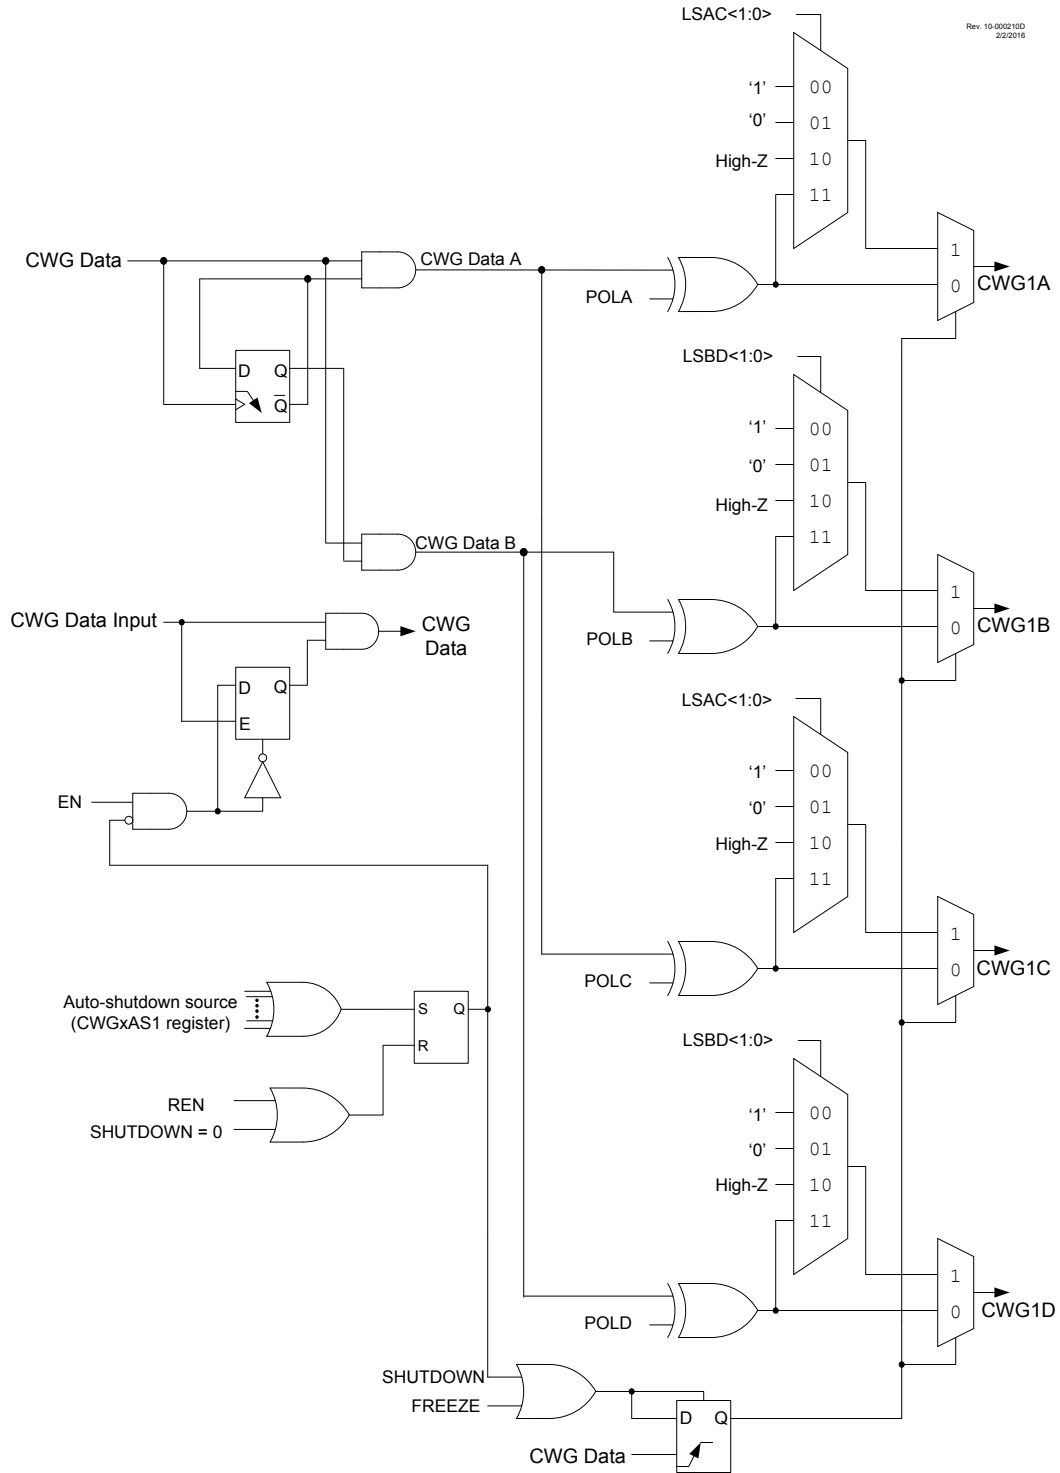 LSAC<1:0>
Rev. 10-000210D
2/2/2016
‘1’
00
‘0’
01
High-Z
10
11
CWG Data
CWG Data A
1
CWG1A
POLA
0
LSBD<1:0>
D Q
Q
‘1’
00
‘0’
01
High-Z
10
11
CWG Data B
1
CWG Data Input
CWG
Data
CWG1B
0
POLB
D Q
E
LSAC<1:0>
‘1’
00
EN
‘0’
01
High-Z
10
11
1
CWG1C
0
POLC
Auto-shutdown source
(CWGxAS1 register)
S Q
R
LSBD<1:0>
REN
SHUTDOWN = 0
‘1’
00
‘0’
01
High-Z
10
11
1
CWG1D
0
POLD
SHUTDOWN
FREEZE
D Q
CWG Data